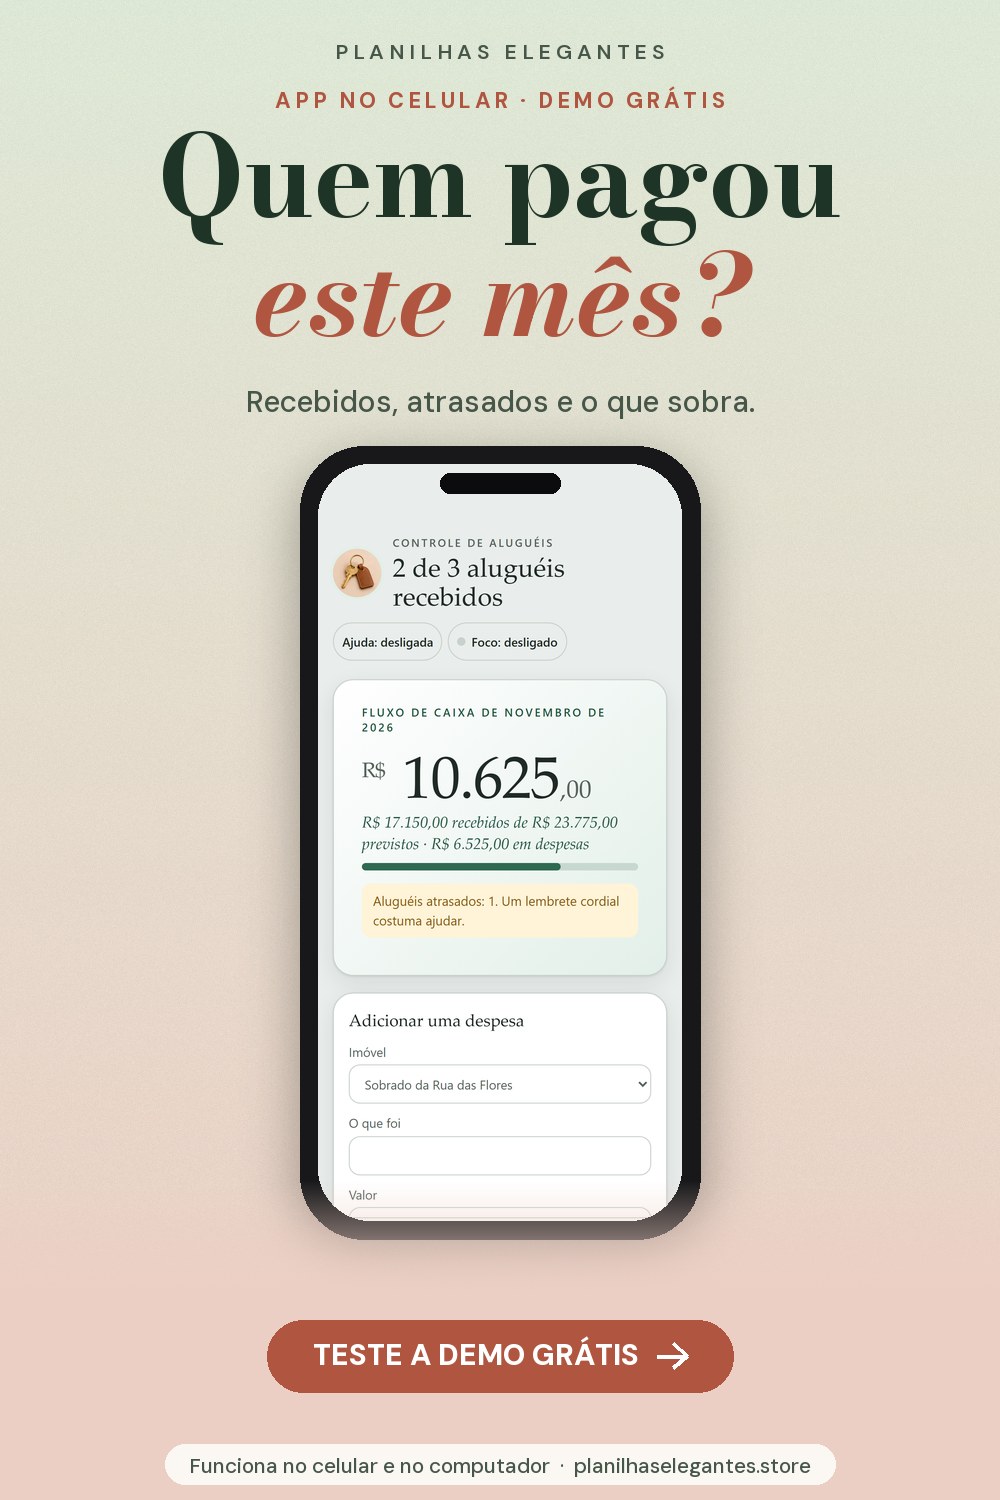 PLANILHAS ELEGANTES
APP NO CELULAR · DEMO GRÁTIS
Quem pagou
este mês?
Recebidos, atrasados e o que sobra.
CONTROLE DE ALUGUÉIS
2 de 3 aluguéis
recebidos
Ajuda: desligada
Foco: desligado
FLUXO DE CAIXA DE NOVEMBRO DE
2026
R$ 10.625,00
R$ 17.150,00 recebidos de R$ 23.775,00
previstos · R$ 6.525,00 em despesas
Aluguéis atrasados: 1. Um lembrete cordial
costuma ajudar.
Adicionar uma despesa
Imóvel
Sobrado da Rua das Flores
O que foi
Valor
TESTE A DEMO GRÁTIS →
Funciona no celular e no computador · planilhaselegantes.store